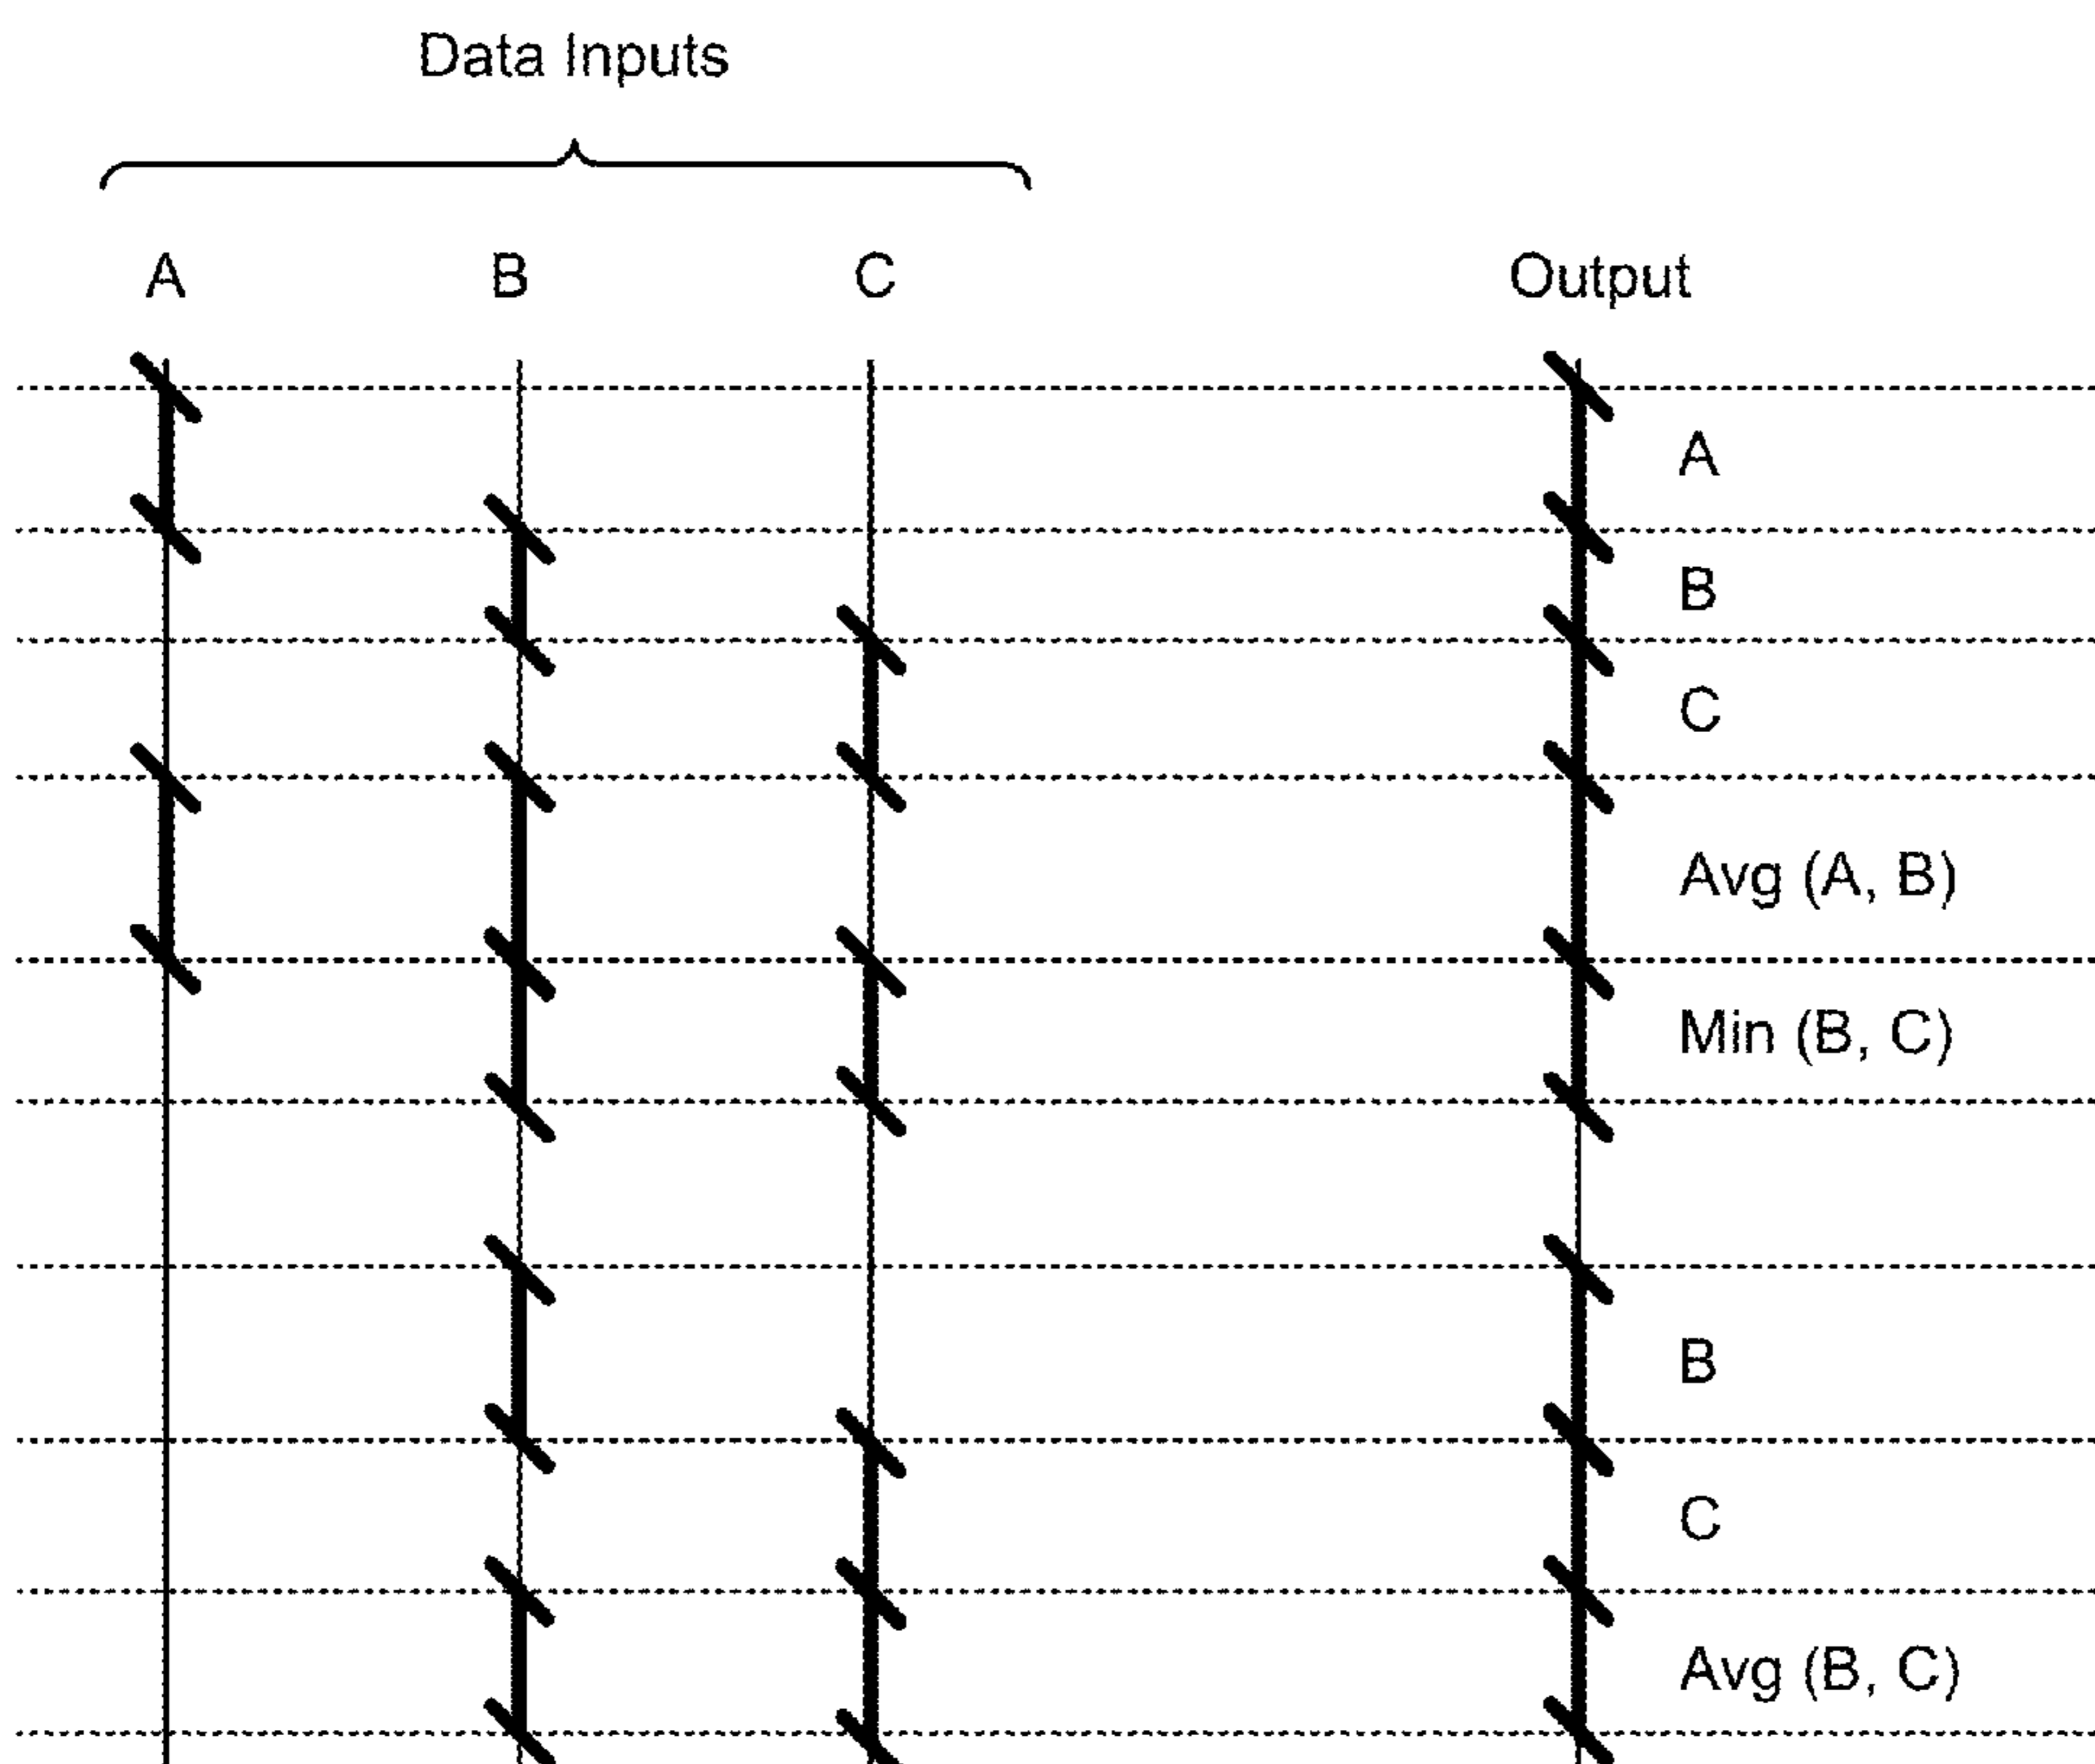 Data Inputs
A B C Output
A
B
C
Avg (A, B)
Min (B, C)
B
C
Avg (B, C)